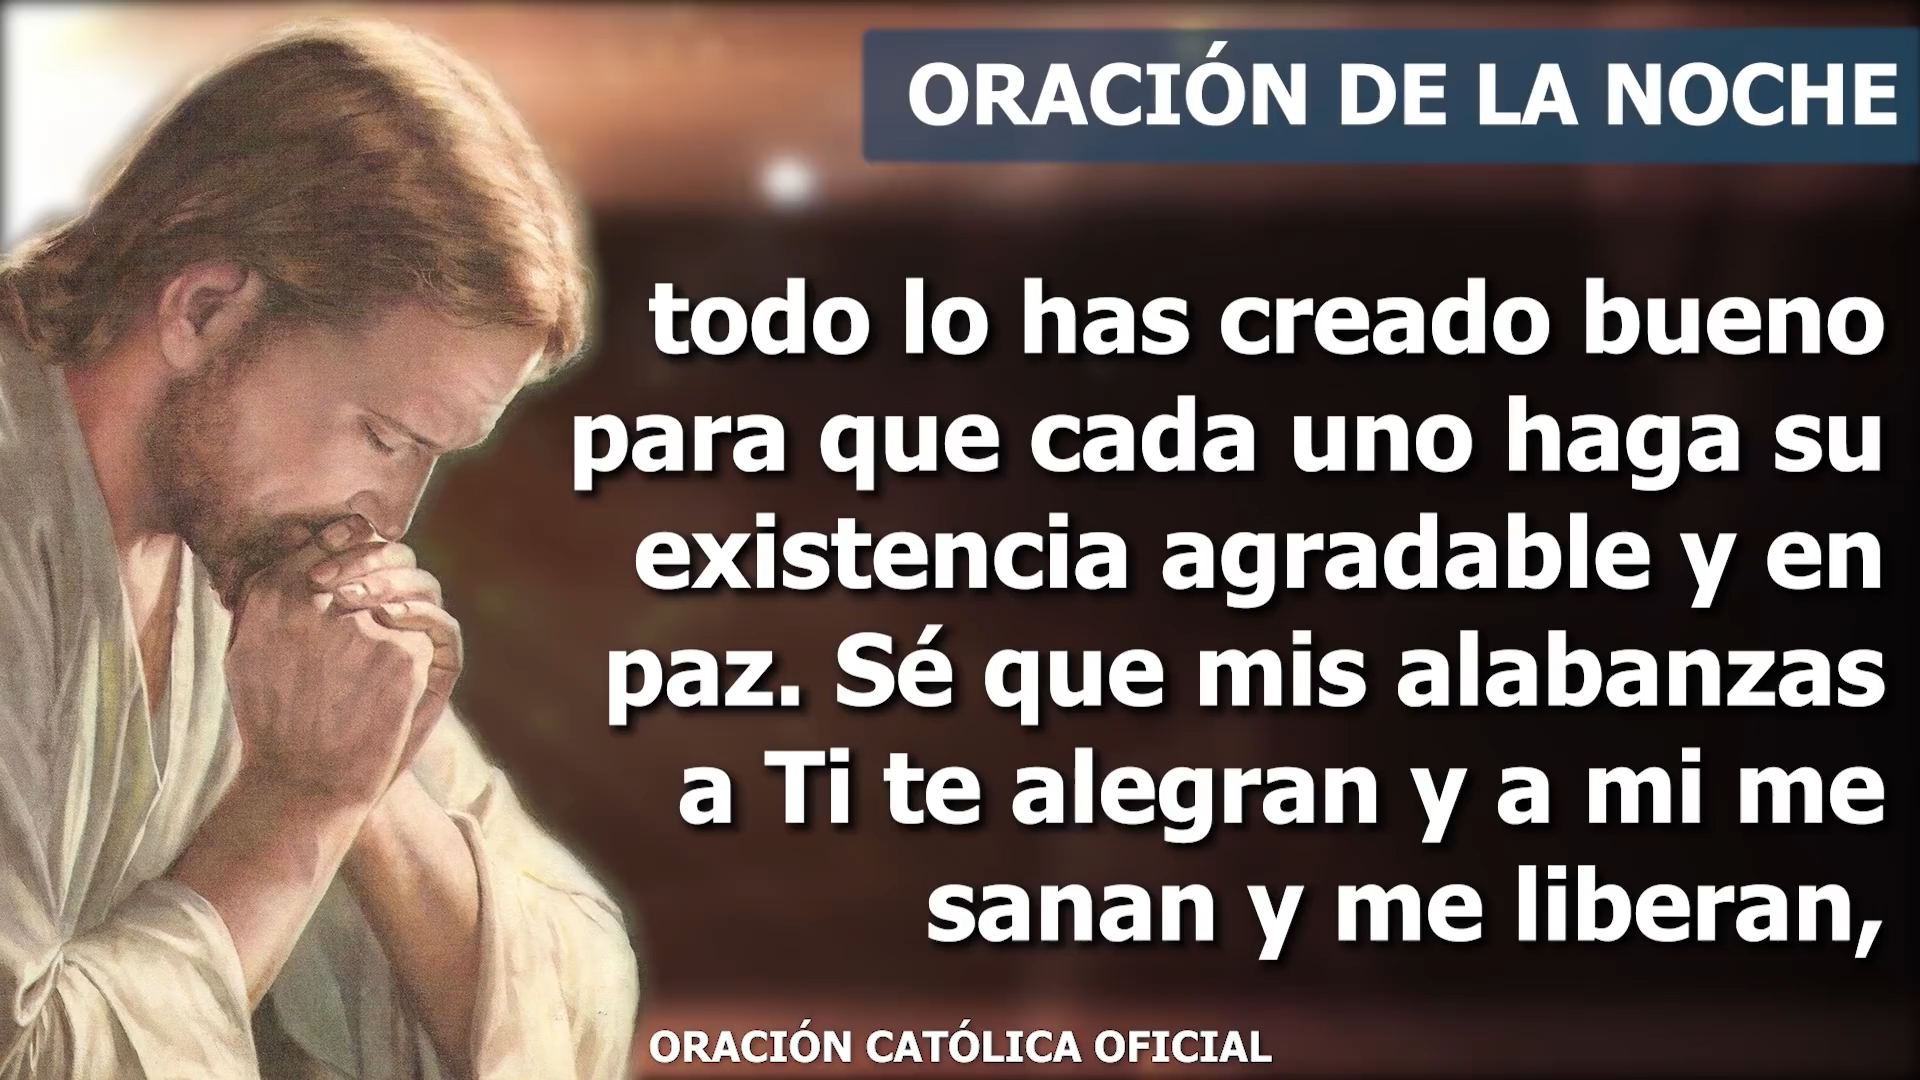 ORACIÓN DE LA NOCHE
todo lo has creado bueno
para que cada uno haga su
existencia agradable y en
paz. Sé que mis alabanzas
a Ti te alegran y a mi me
sanan y me liberan,
ORACIÓN CATÓLICA OFICIAL